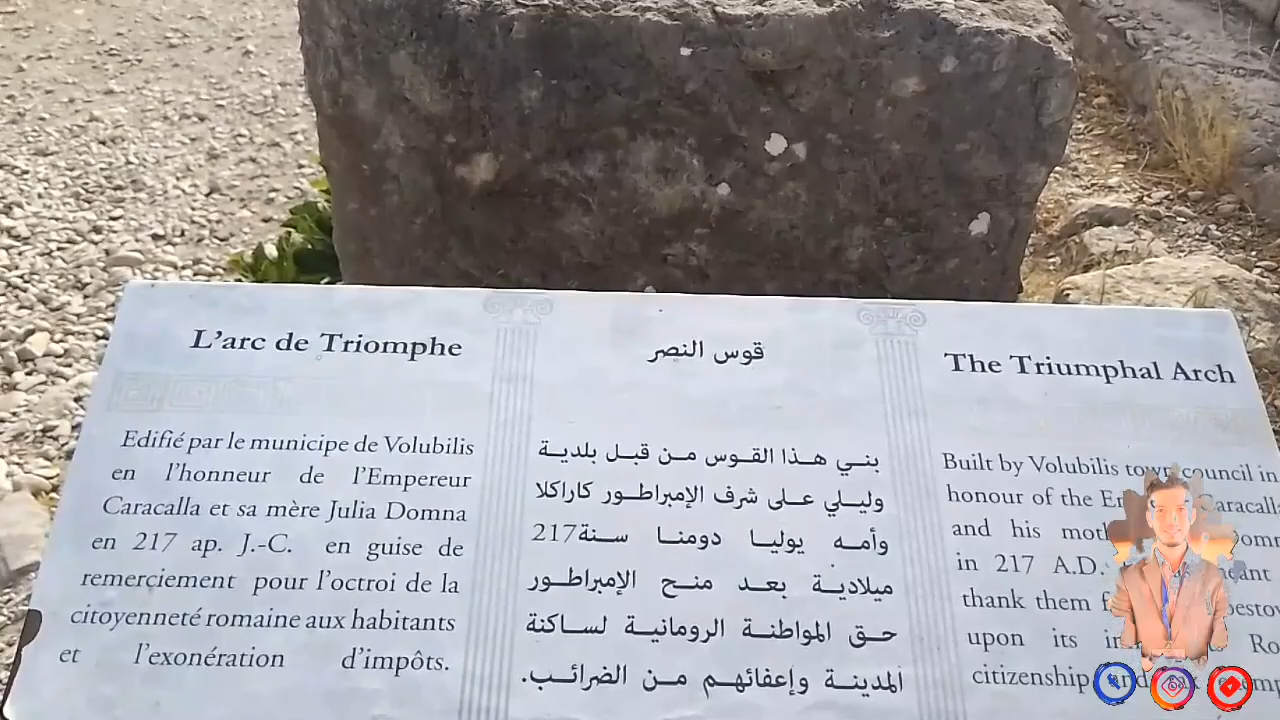 L'arc de Triomphe
Edifié par le municipe de Volubilis
en l'honneur de l'Empereur
Caracalla et sa mère Julia Domna
en 217 ap. J.-C. en guise de
remerciement pour l'octroi de la
citoyenneté romaine aux habitants
et l'exonération d'impôts.
قوس النصر
بني هذا القوس من قبل بلدية
وليلي على شرف الإمبراطور كاراكلا
وأمه يوليا دومنا سنة217
ميلادية بعد منح الإمبراطور
حق المواطنة الرومانية لساكنة
المدينة وإعفائهم من الضرائب.
The Triumphal Arch
Built by Volubilis town council in
honour of the
and his
in 217 A.D.
thank them
upon its
citizenship